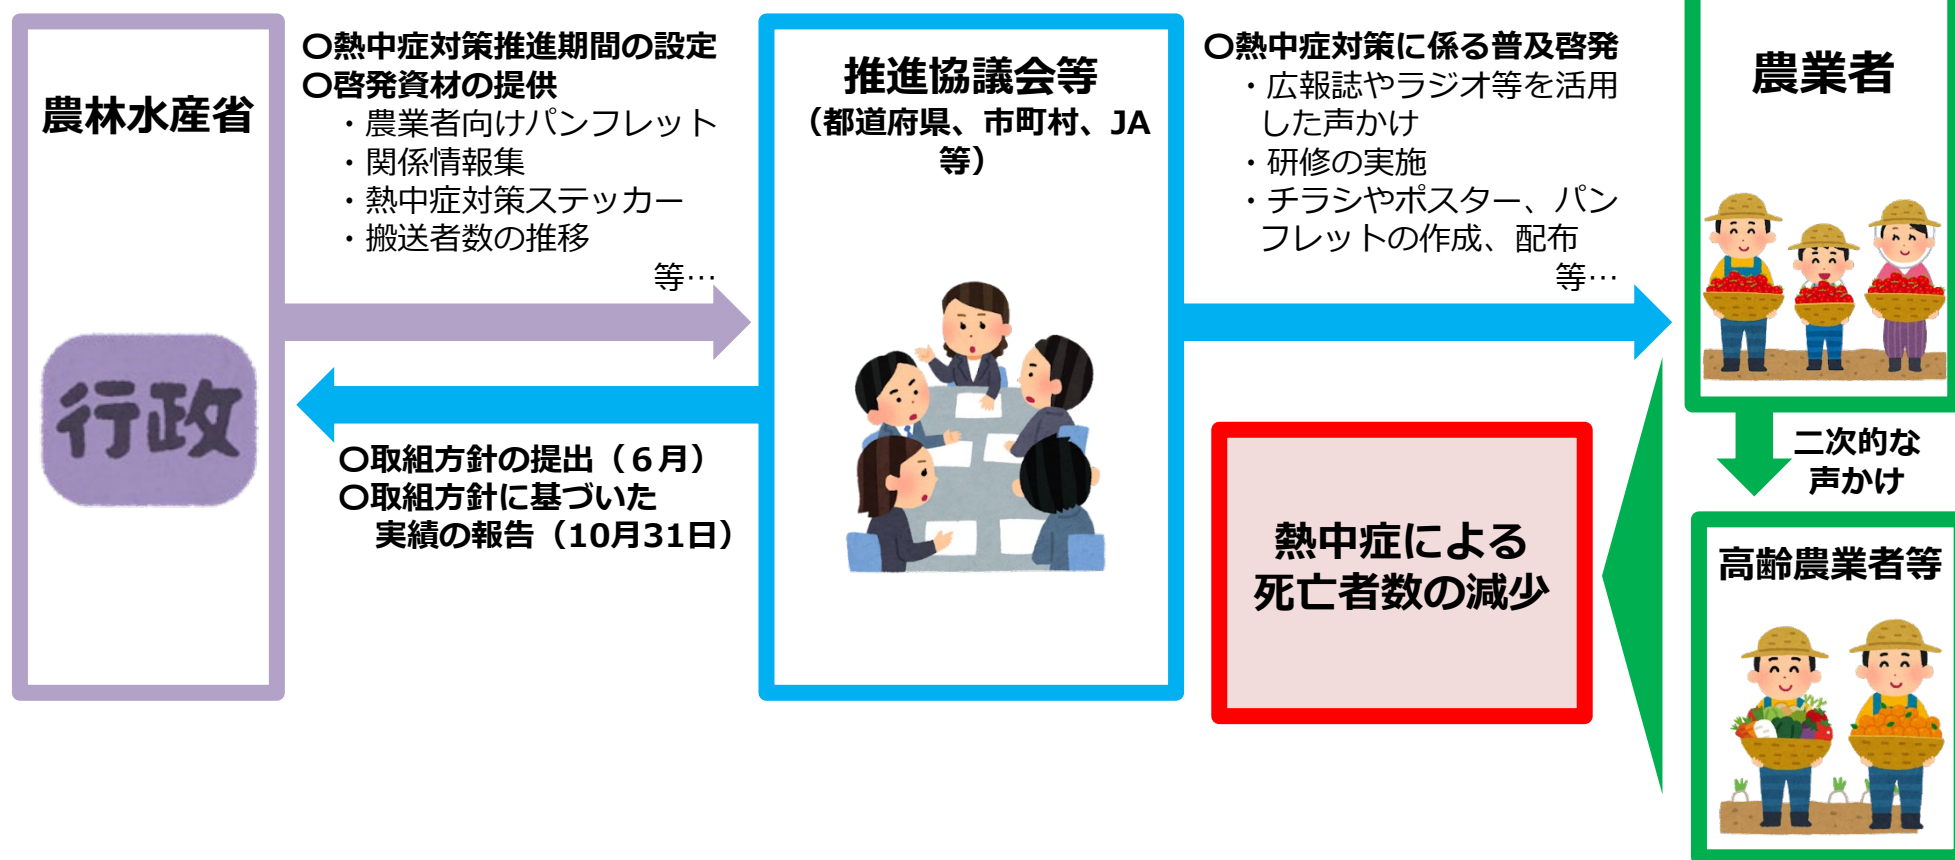 農林水産省
行政
〇熱中症対策推進期間の設定
〇啓発資材の提供
・農業者向けパンフレット
・関係情報集
・熱中症対策ステッカー
・搬送者数の推移
等…
〇取組方針の提出（６月）
〇取組方針に基づいた
実績の報告（10月31日）
推進協議会等
（都道府県、市町村、JA
等）
〇熱中症対策に係る普及啓発
・広報誌やラジオ等を活用
した声かけ
・研修の実施
・チラシやポスター、パン
フレットの作成、配布
等…
農業者
二次的な
声かけ
高齢農業者等
熱中症による
死亡者数の減少